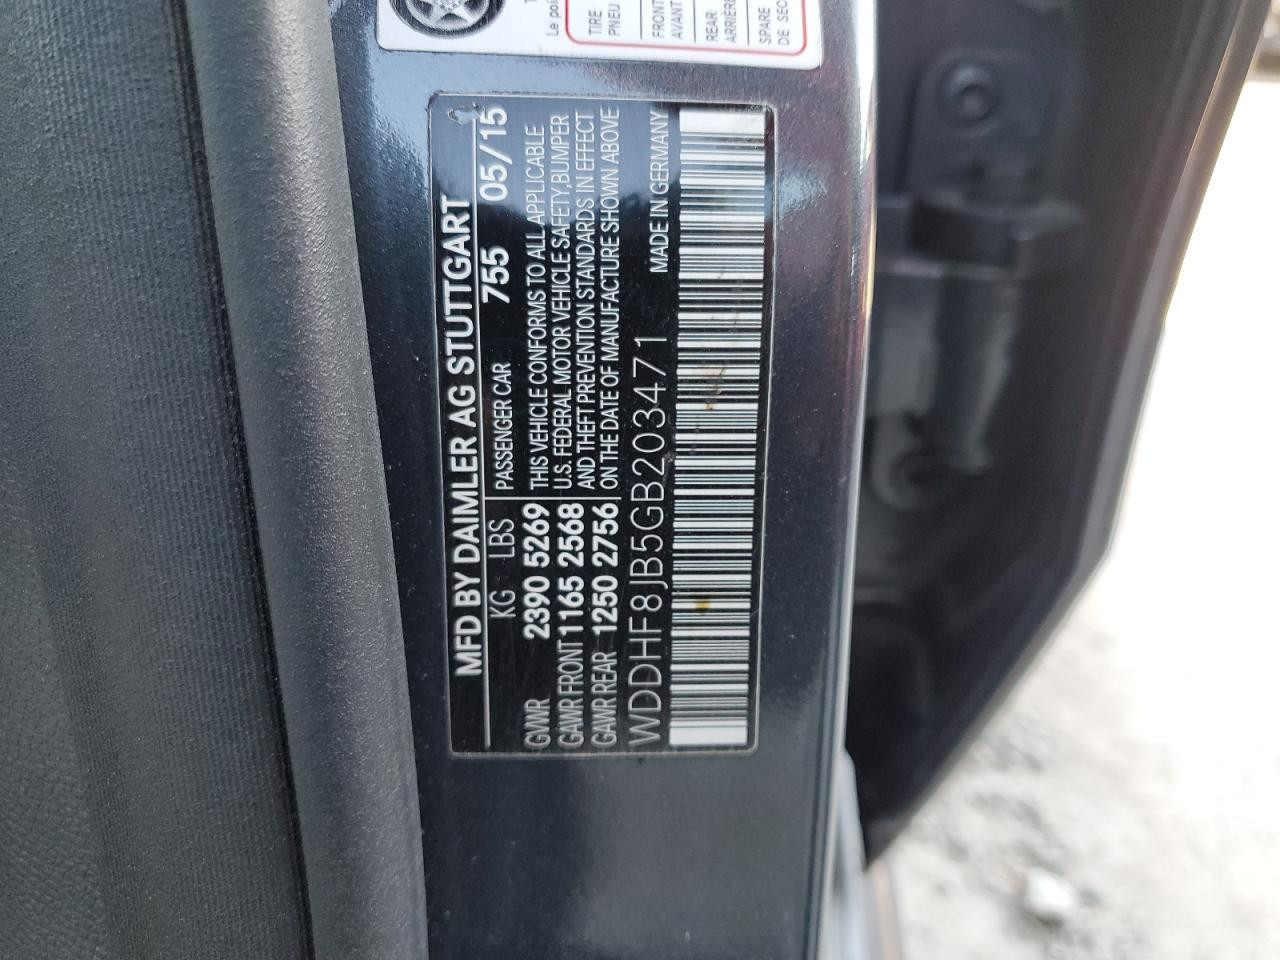 MFD BY DAIMLER AG STUTTGART
KG LBS PASSENGER CAR 755 05/15
GVWR 2390 5269 THIS VEHICLE CONFORMS TO ALL APPLICABLE
GAWR FRONT 1165 2568 U.S. FEDERAL MOTOR VEHICLE SAFETY,BUMPER
GAWR REAR 1250 2756 AND THEFT PREVENTION STANDARDS IN EFFECT
ON THE DATE OF MANUFACTURE SHOWN ABOVE
WDDHF8JB5GB203471 MADE IN GERMANY
Le
TIRE
PNEU
FRONT
AVANT
REAR
ARRIÈRE
SPARE
DE